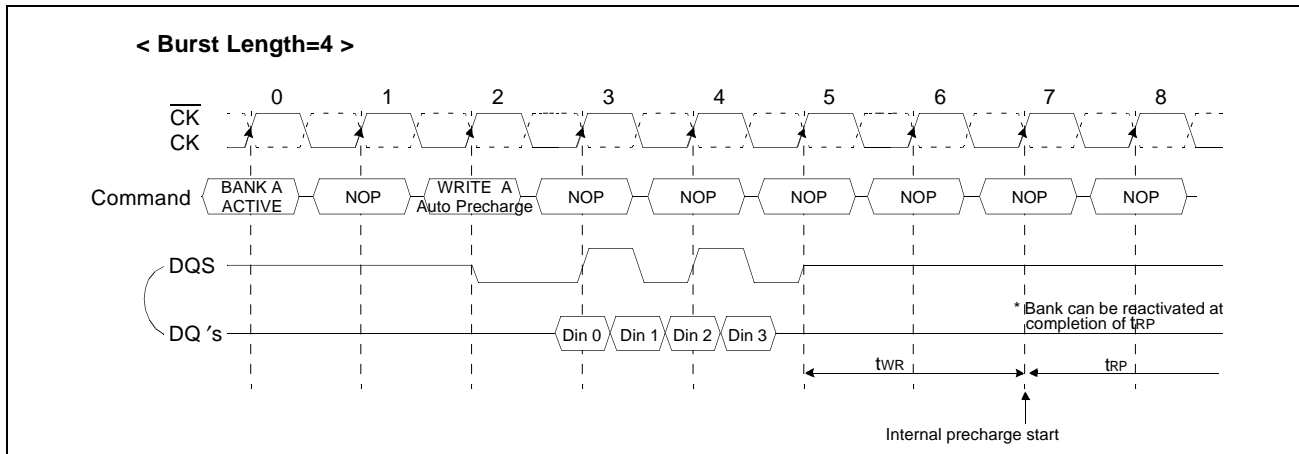 < Burst Length=4 >
0 1 2 3 4 5 6 7 8
CK
CK
Command
BANK A
ACTIVE
NOP
WRITE A
Auto Precharge
NOP
NOP
NOP
NOP
NOP
NOP
DQS
* Bank can be reactivated at
completion of tRP
DQ's
Din 0 Din 1 Din 2 Din 3
tWR
tRP
Internal precharge start